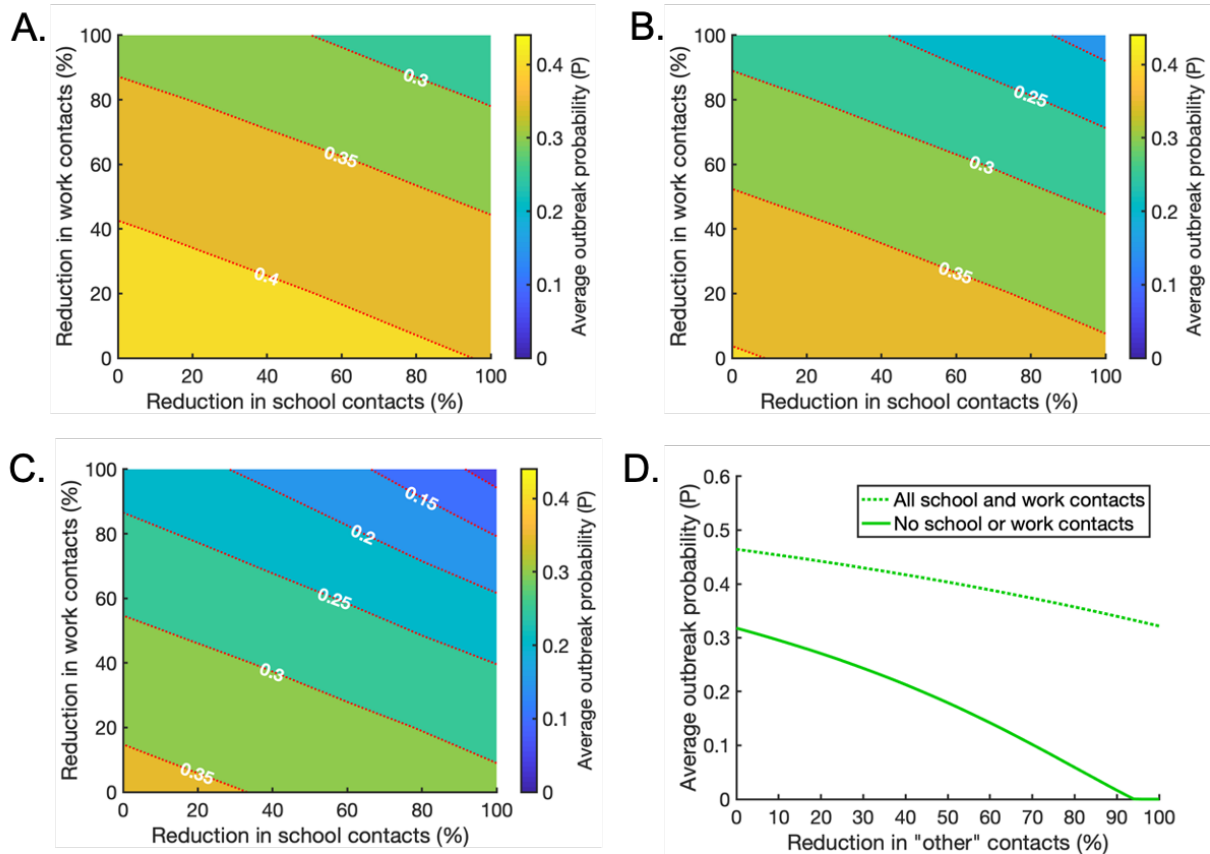 A.
Reduction in work contacts (%)
100
80
60
40
20
0
0.3
0.35
0.4
0 20 40 60 80 100
Reduction in school contacts (%)
0.4
0.3
0.2
0.1
0
Average outbreak probability (P)
B.
Reduction in work contacts (%)
100
80
60
40
20
0
0.25
0.3
0.35
0 20 40 60 80 100
Reduction in school contacts (%)
0.4
0.3
0.2
0.1
0
Average outbreak probability (P)
C.
Reduction in work contacts (%)
100
80
60
40
20
0
0.15
0.2
0.25
0.3
0.35
0 20 40 60 80 100
Reduction in school contacts (%)
0.4
0.3
0.2
0.1
0
Average outbreak probability (P)
D.
Average outbreak probability (P)
0.6
0.5
0.4
0.3
0.2
0.1
0
All school and work contacts
No school or work contacts
0 10 20 30 40 50 60 70 80 90 100
Reduction in "other" contacts (%)